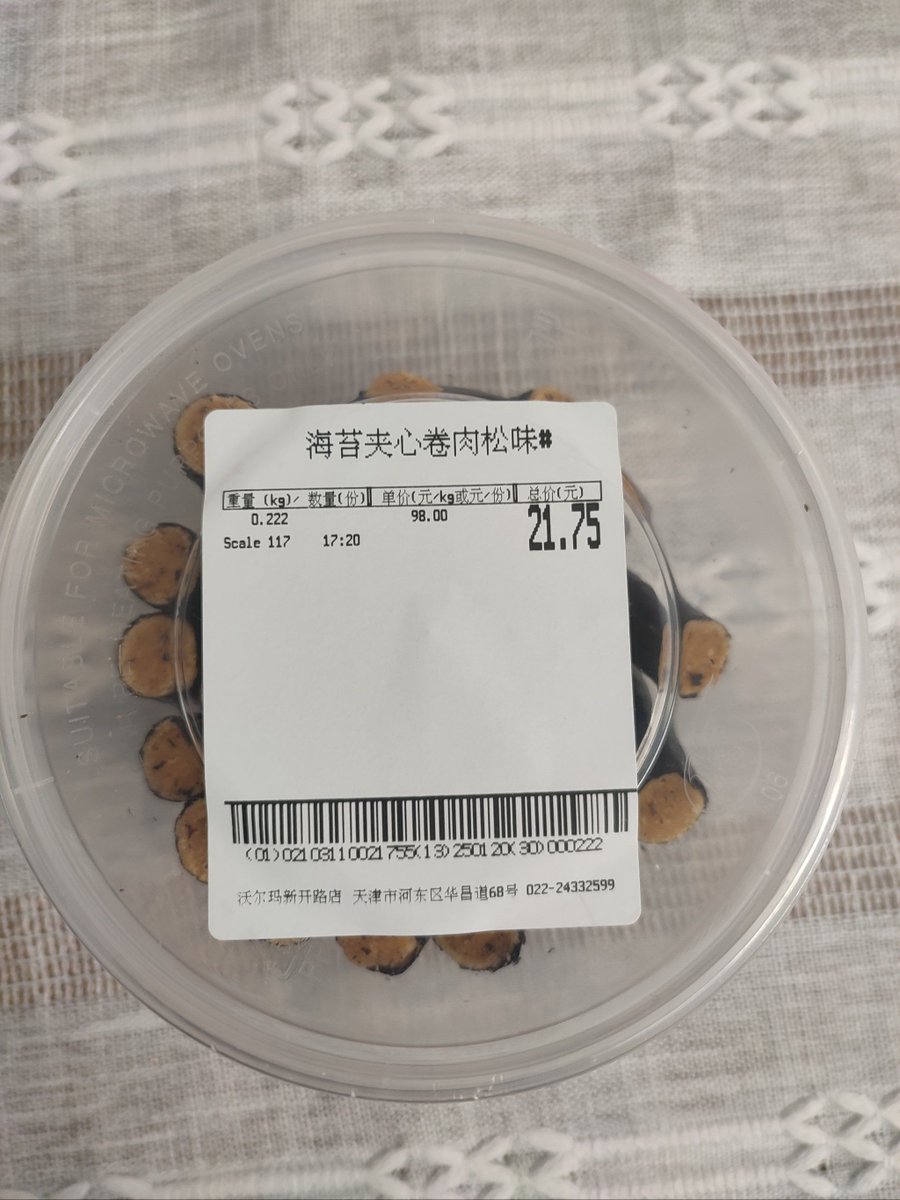 SUITABLE FOR MICROWAVE OVENS
海苔夹心卷肉松味#
重量 (kg)/ 数量(份) 单价(元/kg或元/份) 总价(元)
0.222 98.00 21.75
Scale 117 17:20
(01)02103110021755(13)250120(30)000222
沃尔玛新开路店 天津市河东区华昌道68号 022-24332599